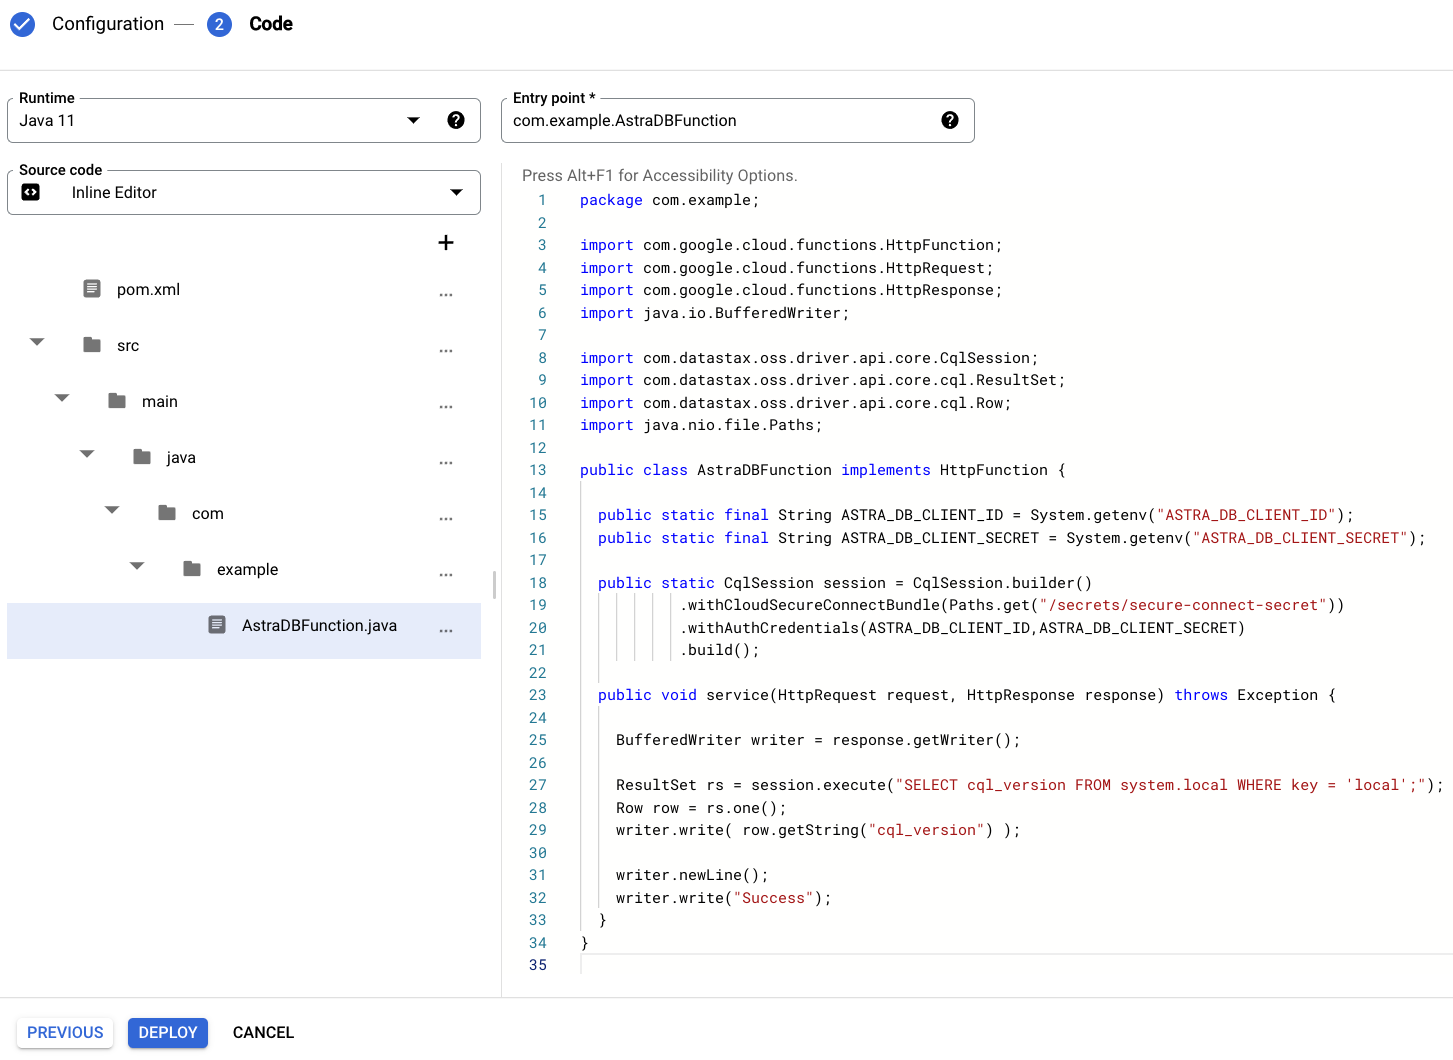 Configuration
2 Code
Runtime
Java 11
Entry point *
com.example.AstraDBFunction
Source code
Inline Editor
pom.xml
src
main
java
com
example
AstraDBFunction.java
Press Alt+F1 for Accessibility Options.
1 package com.example;
2
3 import com.google.cloud.functions.HttpFunction;
4 import com.google.cloud.functions.HttpRequest;
5 import com.google.cloud.functions.HttpResponse;
6 import java.io.BufferedWriter;
7
8 import com.datastax.oss.driver.api.core.CqlSession;
9 import com.datastax.oss.driver.api.core.cql.ResultSet;
10 import com.datastax.oss.driver.api.core.cql.Row;
11 import java.nio.file.Paths;
12
13 public class AstraDBFunction implements HttpFunction {
14
15 public static final String ASTRA_DB_CLIENT_ID = System.getenv("ASTRA_DB_CLIENT_ID");
16 public static final String ASTRA_DB_CLIENT_SECRET = System.getenv("ASTRA_DB_CLIENT_SECRET");
17
18 public static CqlSession session = CqlSession.builder()
19 .withCloudSecureConnectBundle(Paths.get("/secrets/secure-connect-secret"))
20 .withAuthCredentials(ASTRA_DB_CLIENT_ID,ASTRA_DB_CLIENT_SECRET)
21 .build();
22
23 public void service(HttpRequest request, HttpResponse response) throws Exception {
24
25 BufferedWriter writer = response.getWriter();
26
27 ResultSet rs = session.execute("SELECT cql_version FROM system.local WHERE key = 'local';");
28 Row row = rs.one();
29 writer.write( row.getString("cql_version") );
30
31 writer.newLine();
32 writer.write("Success");
33 }
34 }
35
PREVIOUS DEPLOY CANCEL